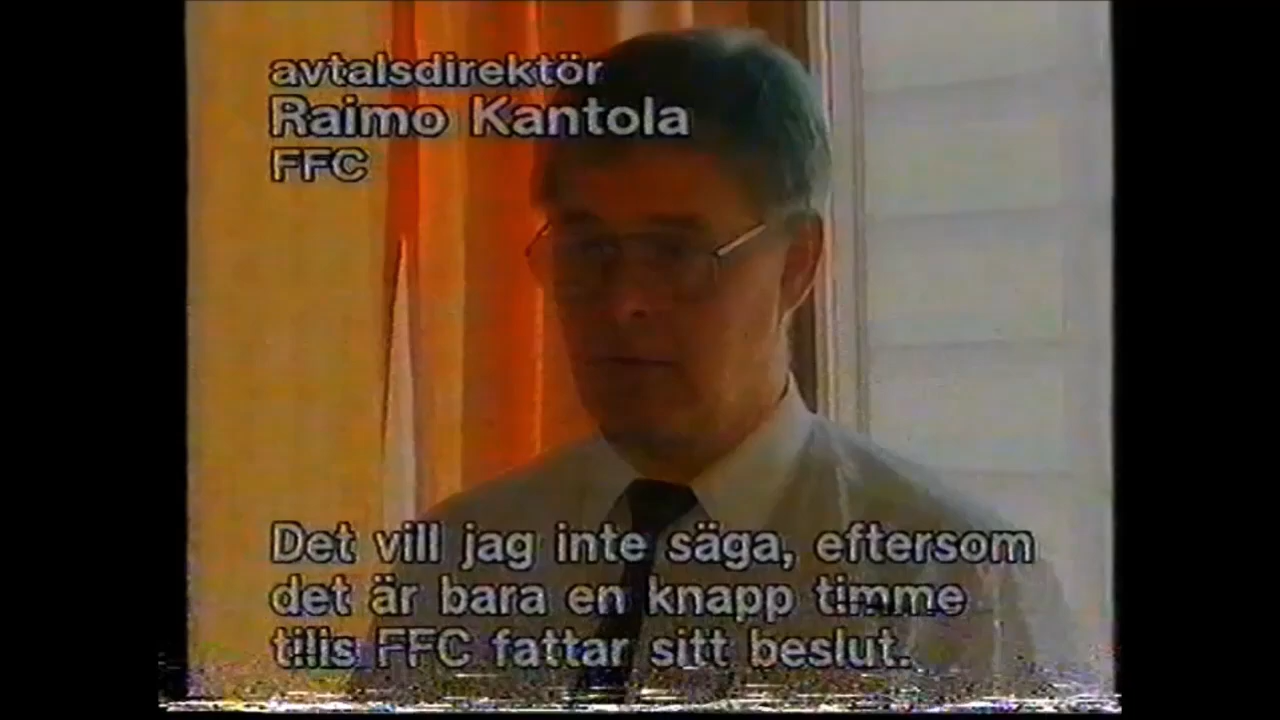 avtalsdirektör
Raimo Kantola
FFC
Det vill jag inte säga, eftersom
det är bara en knapp timme
tills FFC fattar sitt beslut.